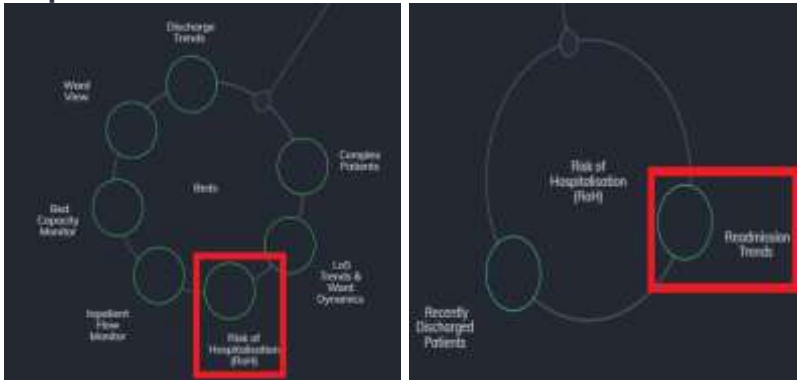 Discharge
Trends
Ward
View
Complex
Patients
Beds
Bed
Capacity
Monitor
LoS
Trends &
Ward
Dynamics
Inpatient
Flow
Monitor
Risk of
Hospitalisation
(RoH)
Risk of
Hospitalisation
(RoH)
Readmission
Trends
Recently
Discharged
Patients